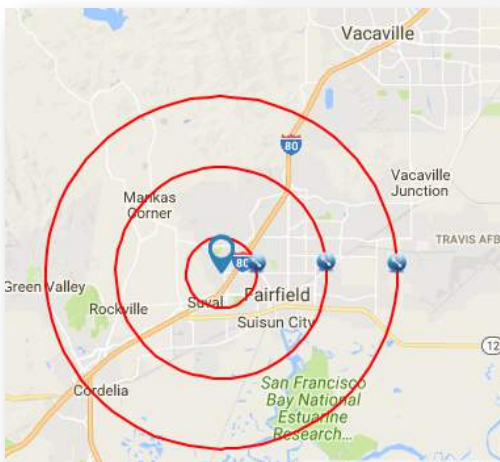 Vacaville
80
Vacaville
Junction
Mankas
Corner
TRAVIS AFB
80
Green Valley
Fairfield
Rockville
Suval
Suisun City
12
Cordelia
San Francisco
Bay National
Estuarine
Research...